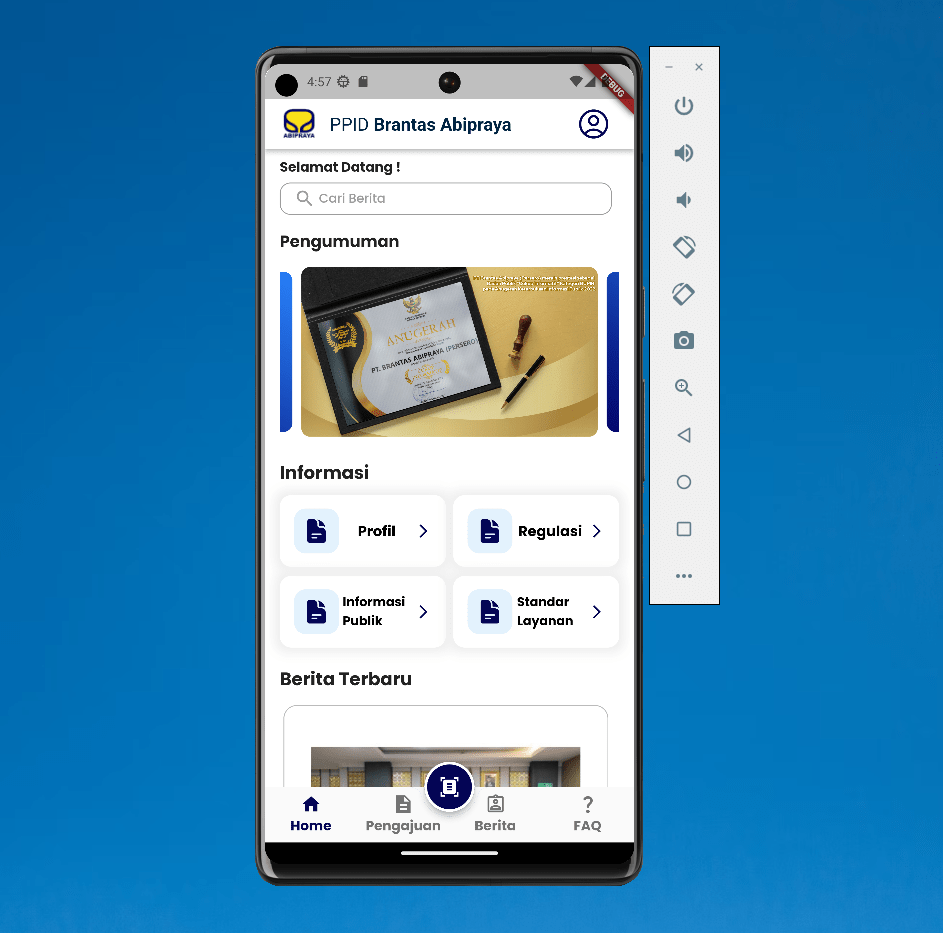 4:57
DEBUG
ABIPRAYA
PPID Brantas Abipraya
Selamat Datang !
Cari Berita
Pengumuman
ANUGERAH
PT. BRANTAS ABIPRAYA (PERSERO)
Informasi
Profil
Regulasi
Informasi
Publik
Standar
Layanan
Berita Terbaru
Home
Pengajuan
Berita
FAQ